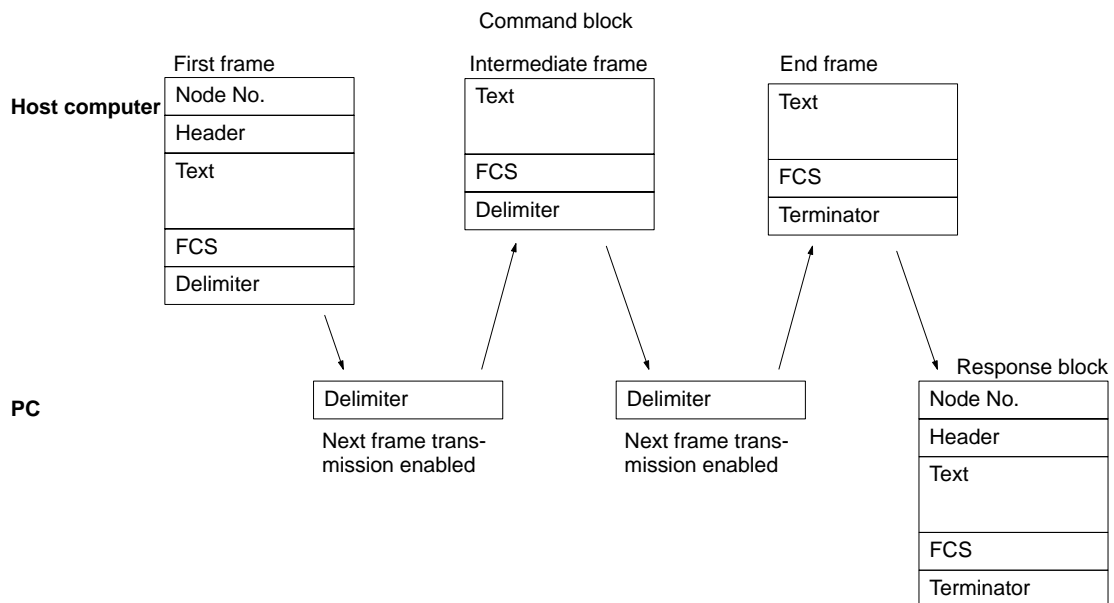 Command block
First frame
Intermediate frame
End frame
Host computer
Node No.
Header
Text
FCS
Delimiter
Text
FCS
Delimiter
Text
FCS
Terminator
PC
Delimiter
Next frame trans-
mission enabled
Delimiter
Next frame trans-
mission enabled
Response block
Node No.
Header
Text
FCS
Terminator